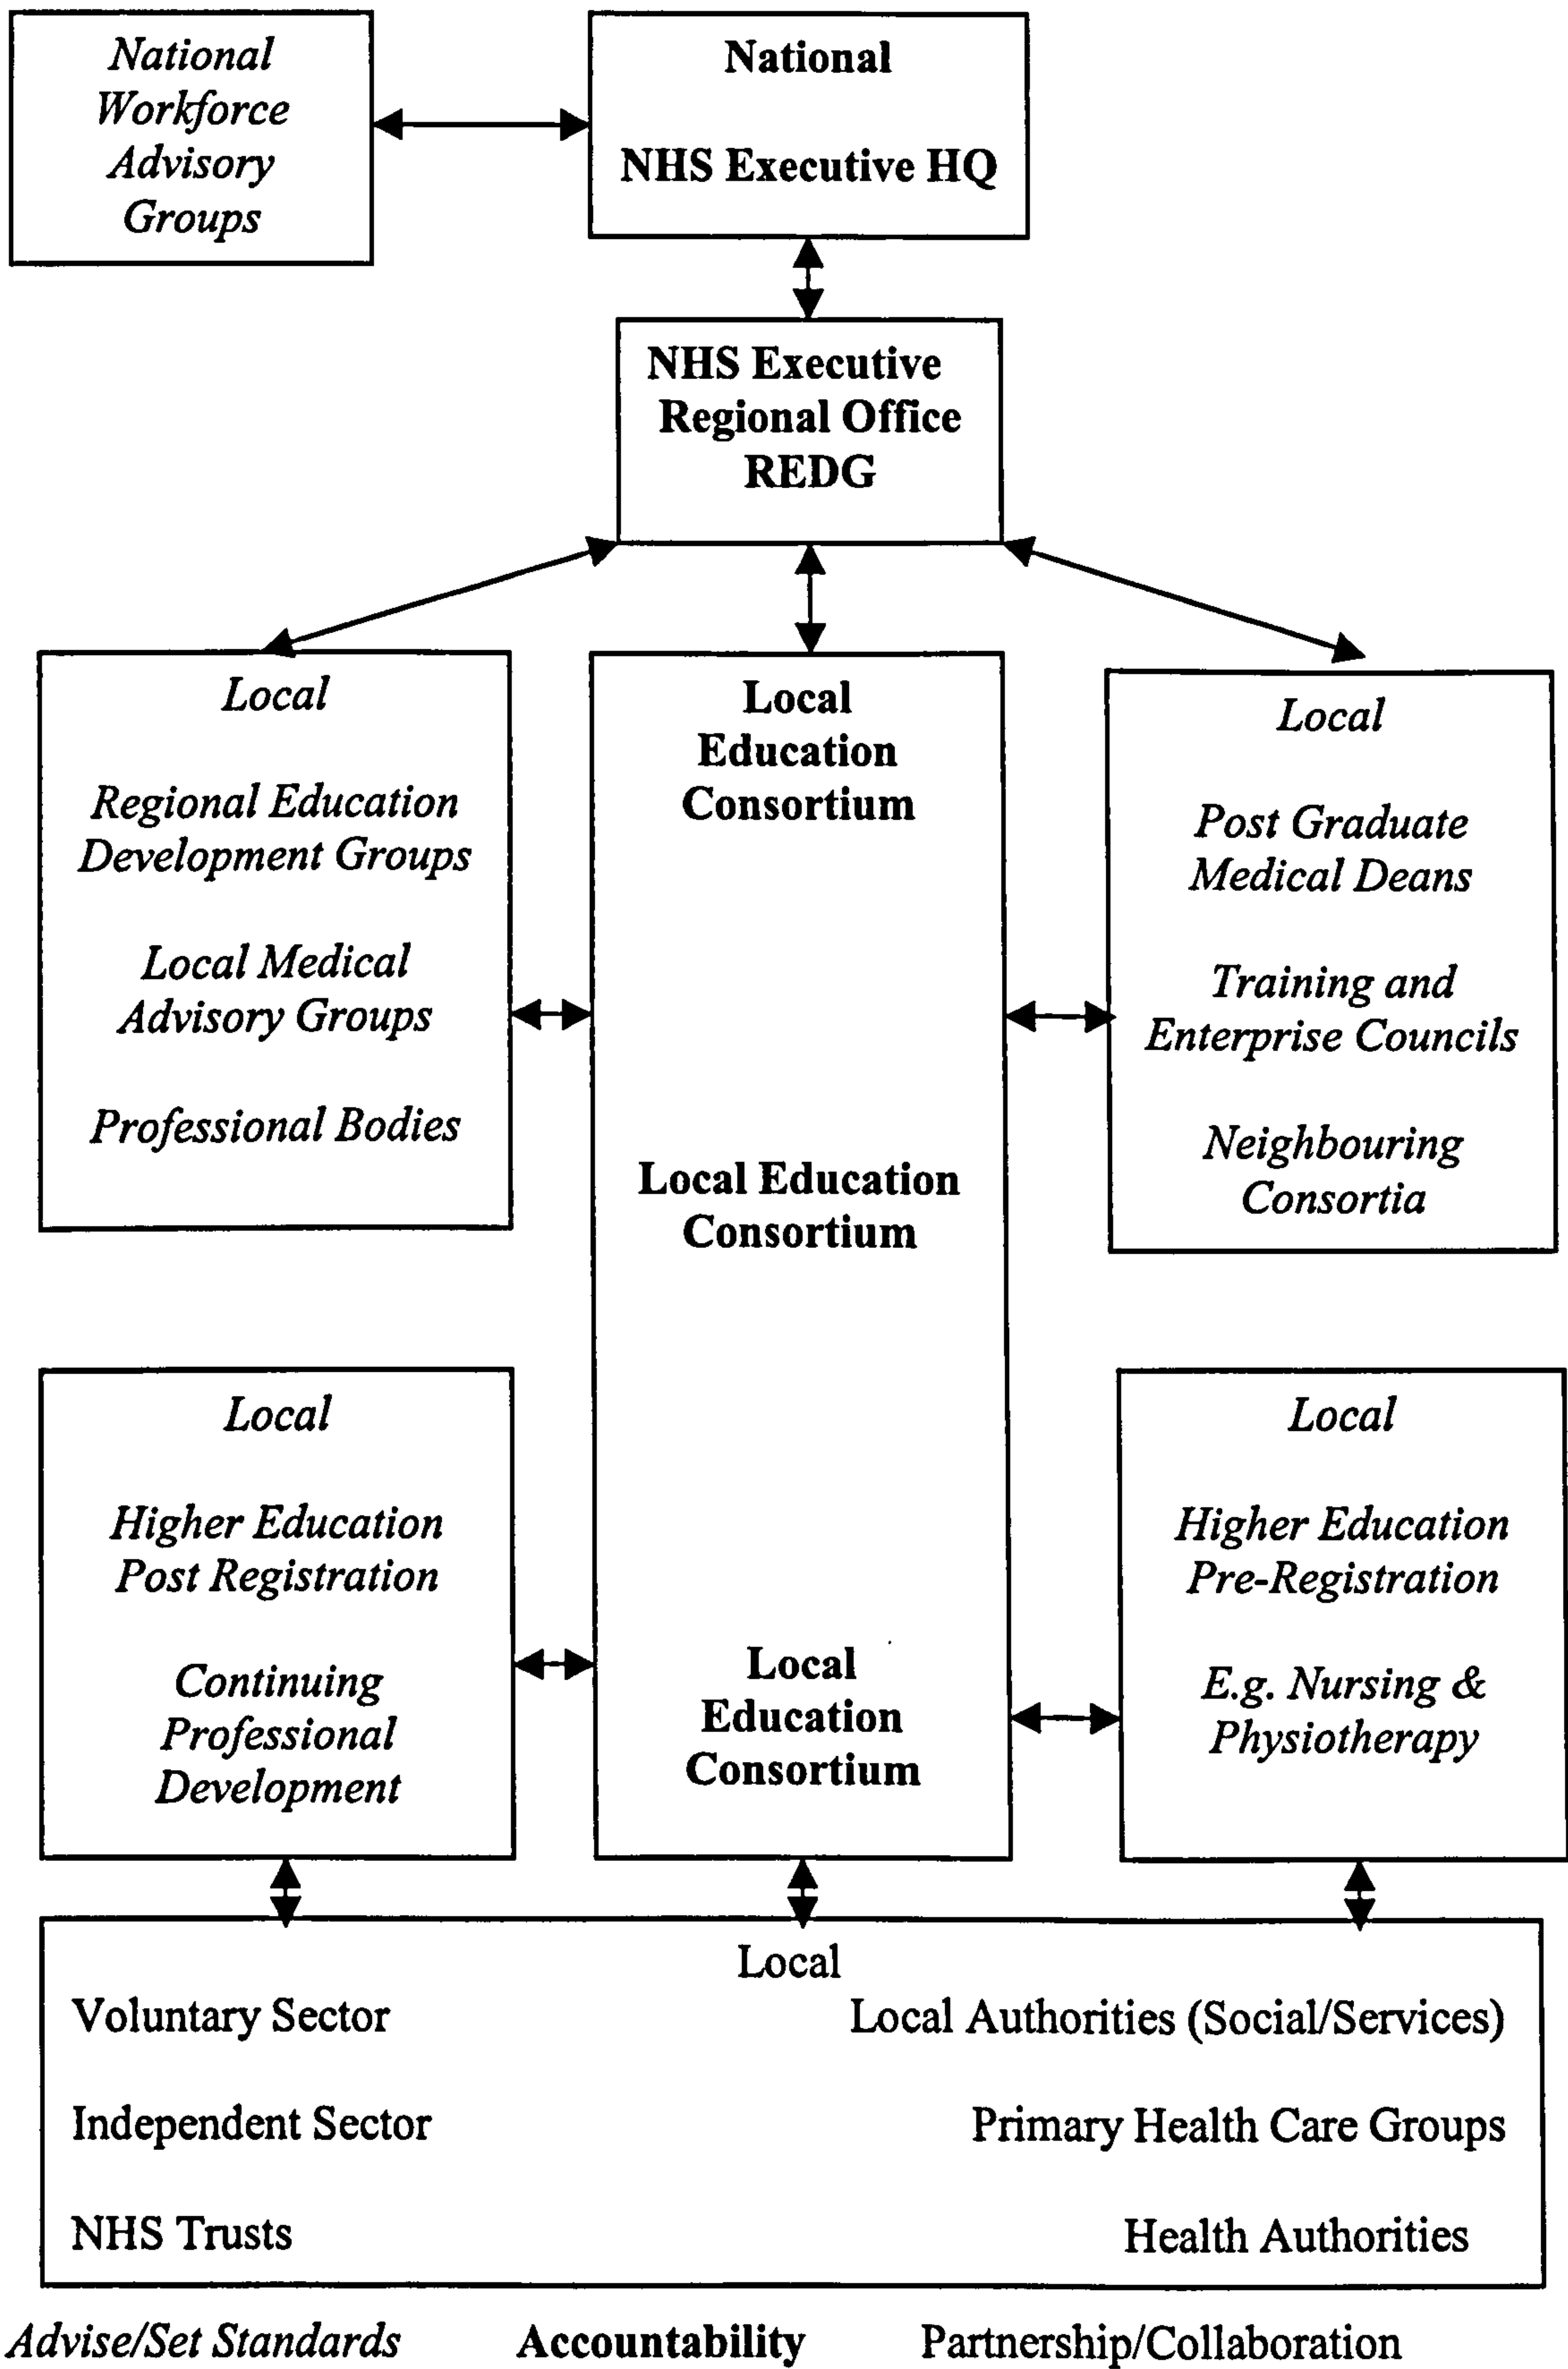 National
Workforce
Advisory
Groups
National
NHS Executive HQ
NHS Executive
Regional Office
REDG
Local
Regional Education
Development Groups
Local Medical
Advisory Groups
Professional Bodies
Local
Education
Consortium
Local Education
Consortium
Local
Education
Consortium
Local
Post Graduate
Medical Deans
Training and
Enterprise Councils
Neighbouring
Consortia
Local
Higher Education
Post Registration
Continuing
Professional
Development
Local
Higher Education
Pre-Registration
E.g. Nursing &
Physiotherapy
Local
Voluntary Sector Local Authorities (Social/Services)
Independent Sector Primary Health Care Groups
NHS Trusts Health Authorities
Advise/Set Standards Accountability Partnership/Collaboration